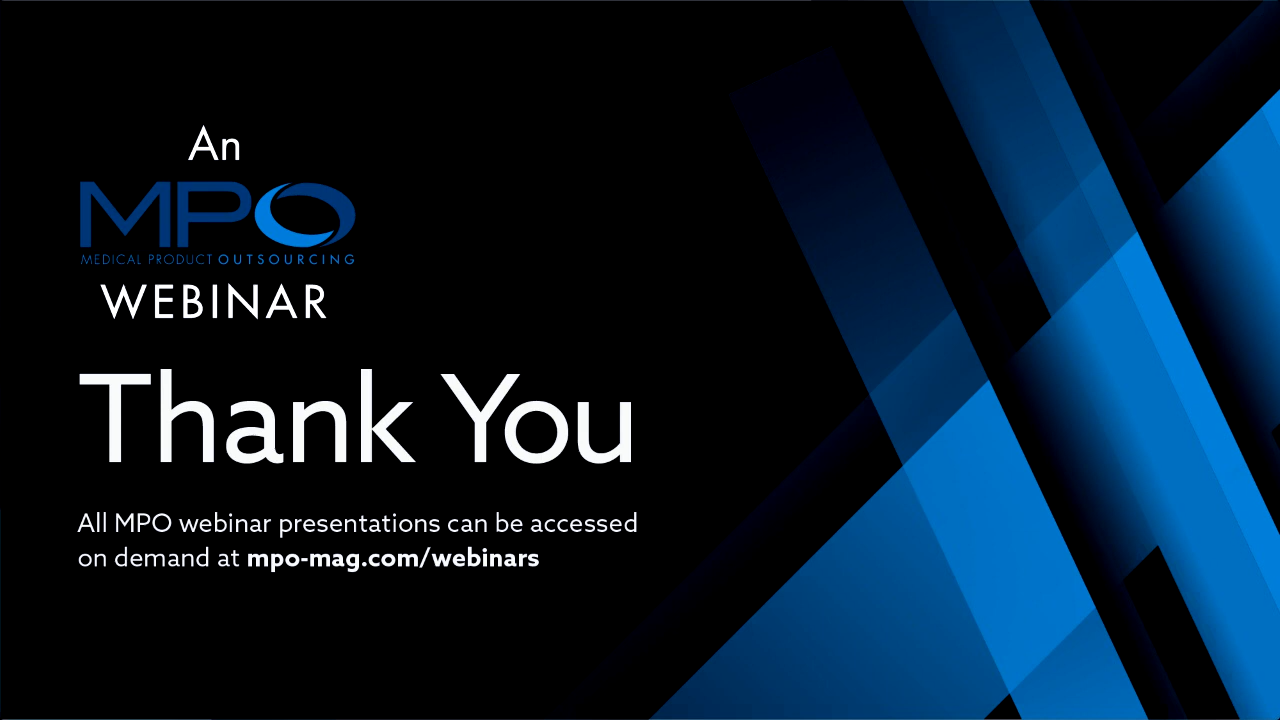 An
MPO
MEDICAL PRODUCT OUTSOURCING
WEBINAR
Thank You
All MPO webinar presentations can be accessed
on demand at mpo-mag.com/webinars